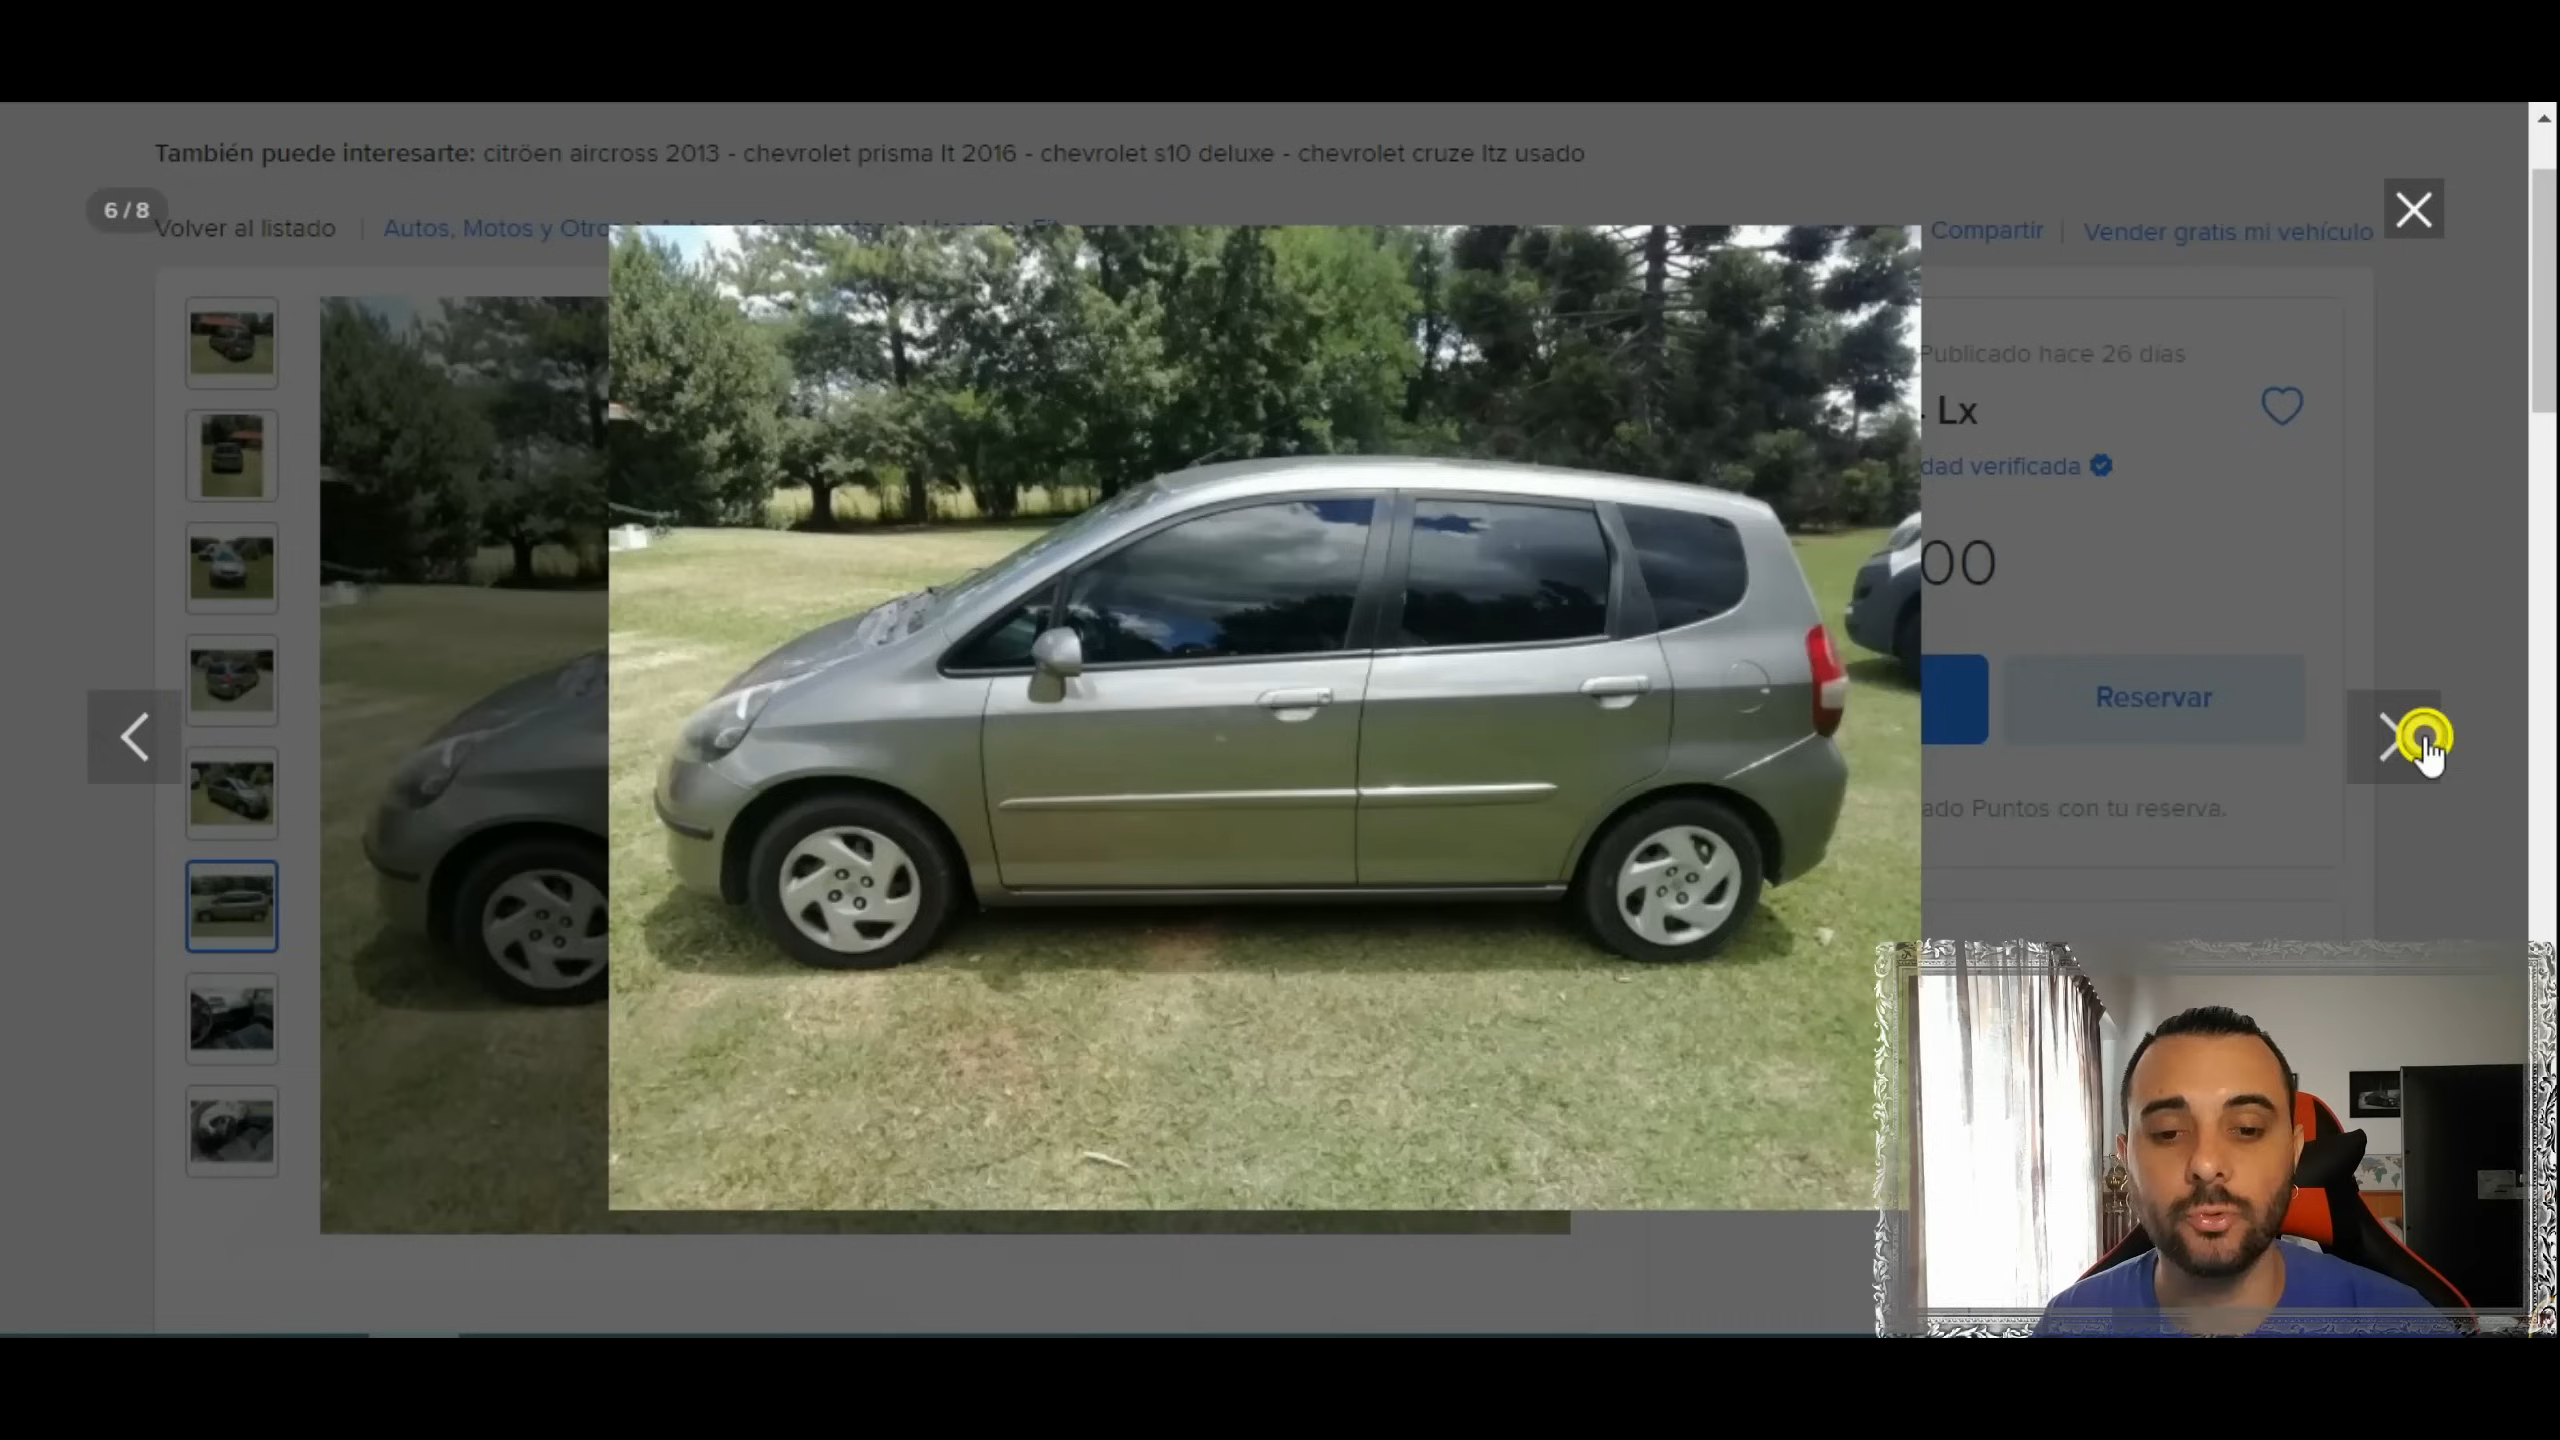 También puede interesarte: citröen aircross 2013 - chevrolet prisma lt 2016 - chevrolet s10 deluxe - chevrolet cruze ltz usado
6 / 8
Volver al listado | Autos, Motos y Otro
Compartir | Vender gratis mi vehículo
Publicado hace 26 días
Lx
dad verificada
00
Reservar
ado Puntos con tu reserva.